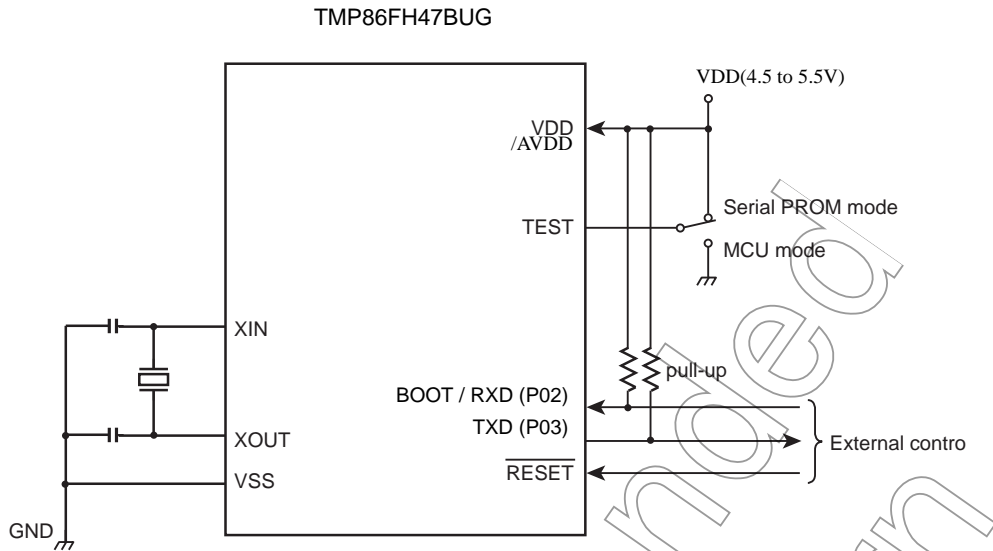 TMP86FH47BUG
VDD(4.5 to 5.5V)
VDD
/AVDD
Serial PROM mode
TEST
MCU mode
XIN
pull-up
BOOT / RXD (P02)
TXD (P03)
XOUT
External contro
RESET
VSS
GND